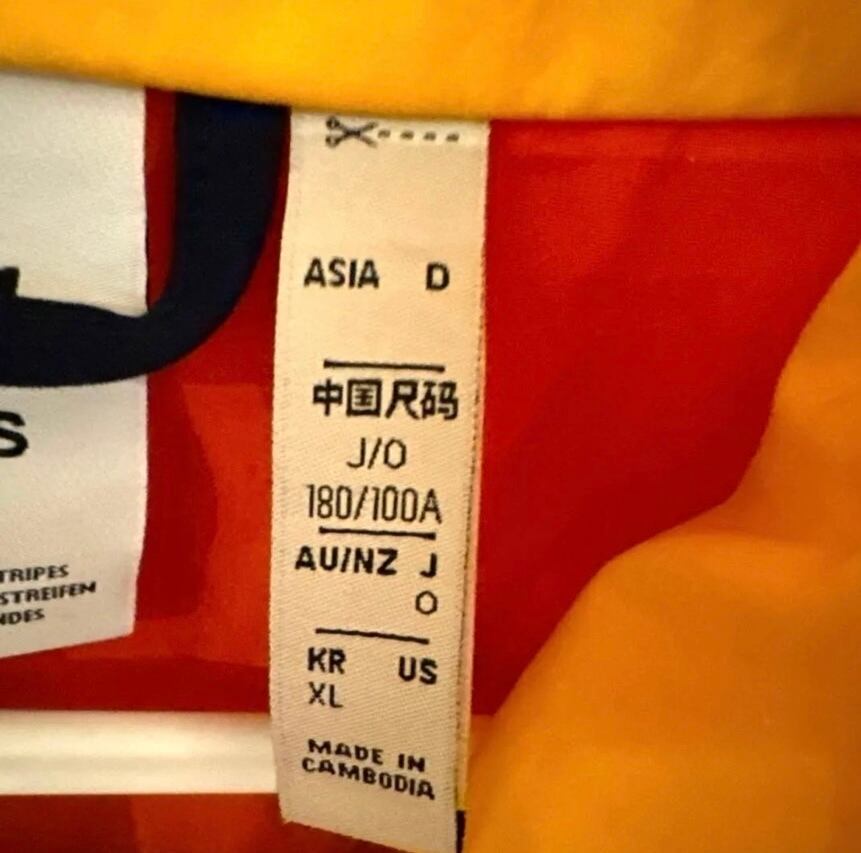 S
TRIPES
STREIFEN
NDES
ASIA D
中国尺码
J/O
180/100A
AU/NZ J
O
KR US
XL
MADE IN
CAMBODIA